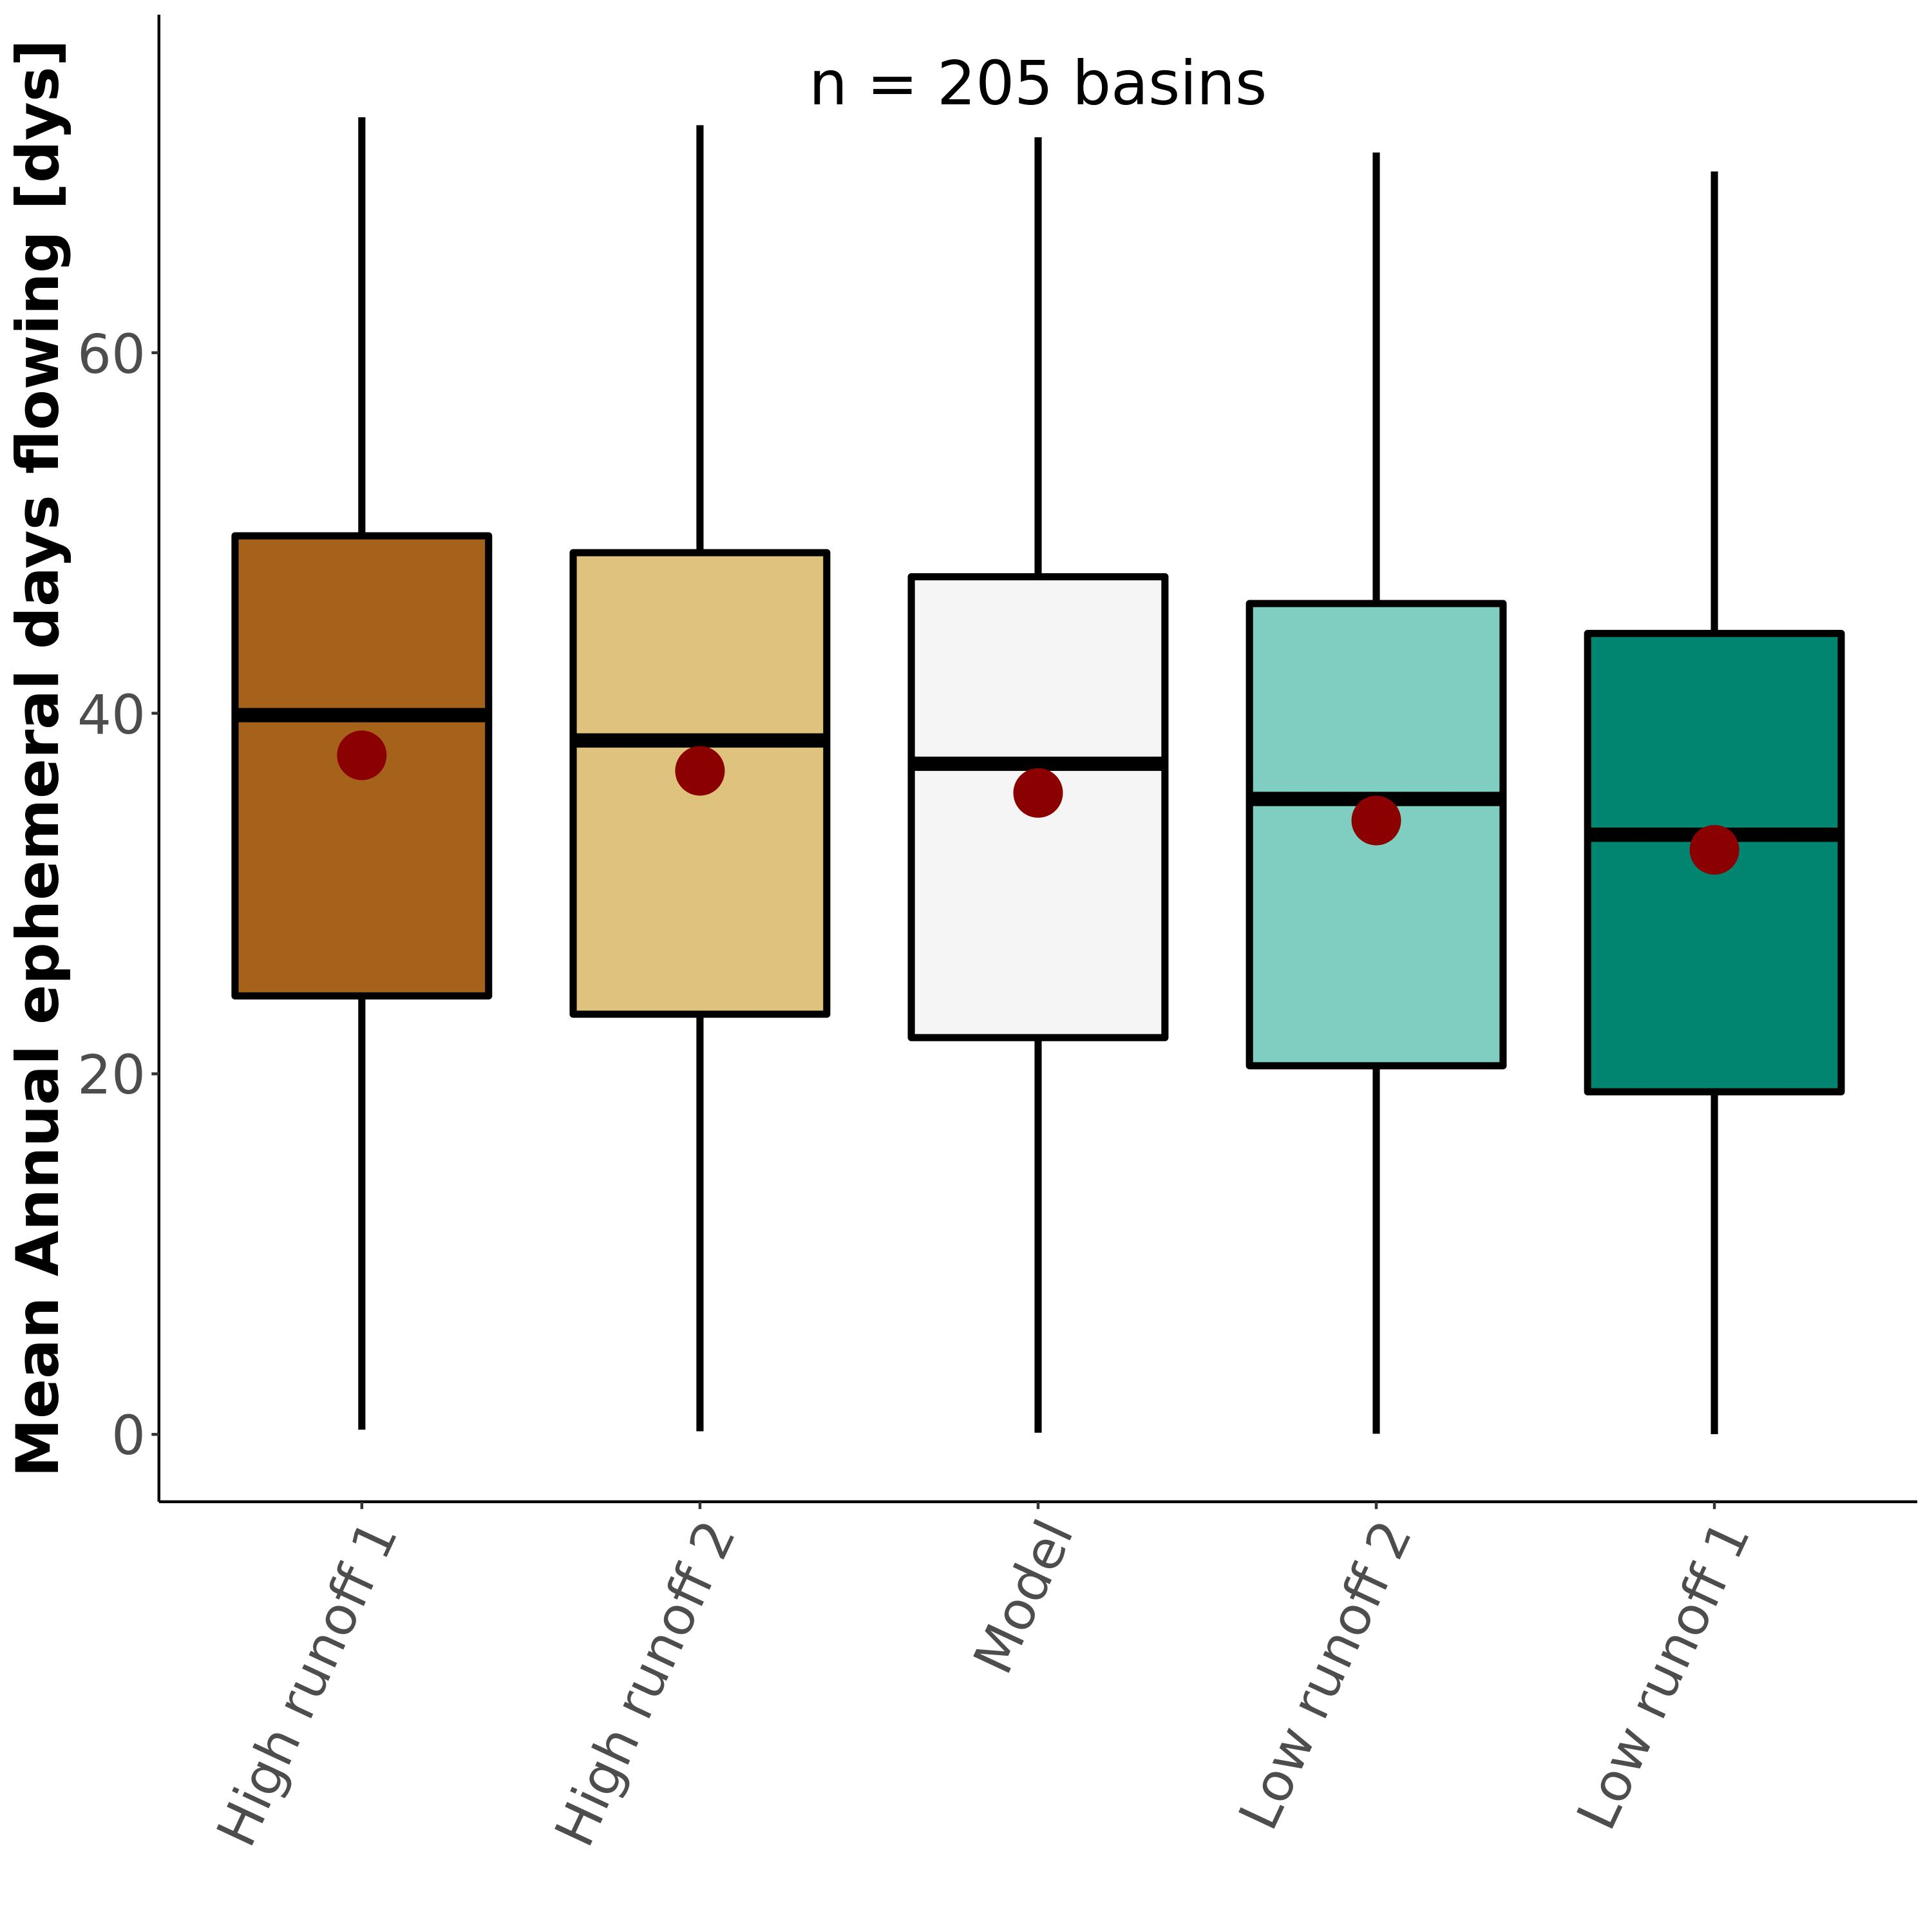 n = 205 basins
Mean Annual ephemeral days flowing [dys]
60
40
20
0
High runoff 1
High runoff 2
Model
Low runoff 2
Low runoff 1